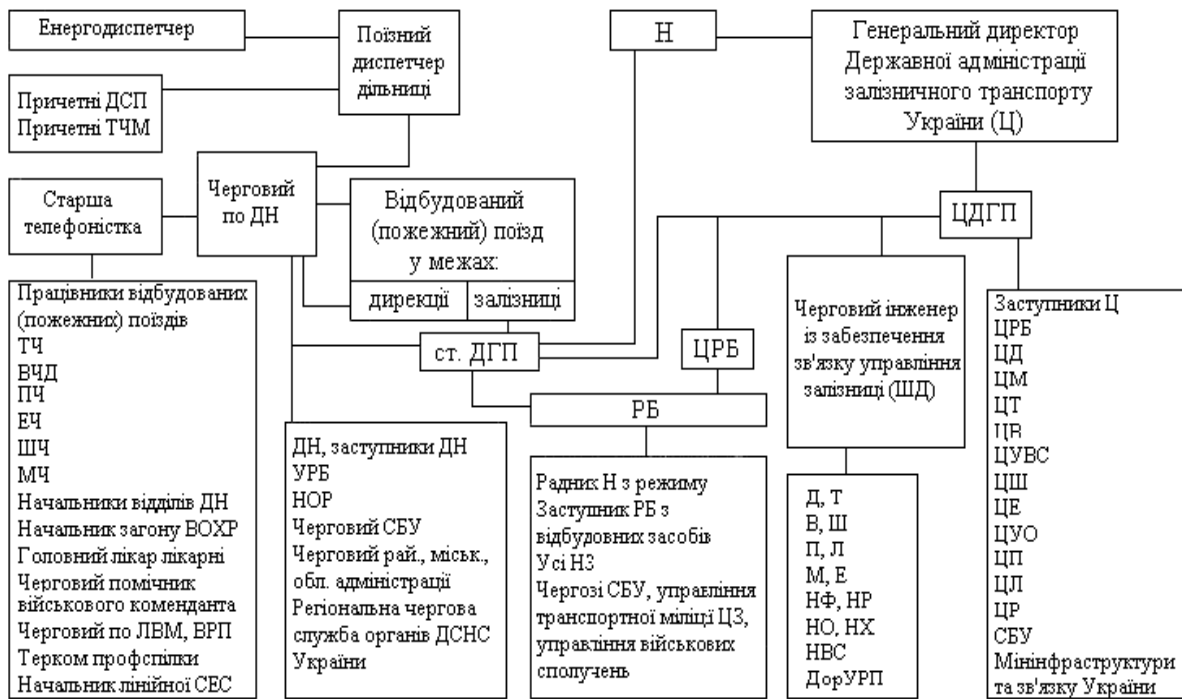 Енергодиспетчер
Поїзний
диспетчер
дільниці
Н
Генеральний директор
Державної адміністрації
залізничного транспорту
України (Ц)
Причетні ДСП
Причетні ТЧМ
Старша
телефоністка
Черговий
по ДН
Відбудований
(пожежний) поїзд
у межах:
дирекції
залізниці
ЦДГП
ст. ДГП
ЦРБ
РБ
Черговий інженер
із забезпечення
зв'язку управління
залізниці (ШД)
Працівники відбудованих
(пожежних) поїздів
ТЧ
ВЧД
ПЧ
ЕЧ
ШЧ
МЧ
Начальники відділів ДН
Начальник загону ВОХР
Головний лікар лікарні
Черговий помічник
військового коменданта
Черговий по ЛВМ, ВРП
Терком профспілки
Начальник лінійної СЕС
ДН, заступники ДН
УРБ
НОР
Черговий СБУ
Черговий рай., міськ.,
обл. адміністрації
Регіональна чергова
служба органів ДСНС
України
Радник Н з режиму
Заступник РБ з
відбудовних засобів
Усі НЗ
Чергозі СБУ, управління
транспортної міліції ЦЗ,
управління військових
сполучень
Д, Т
В, Ш
П, Л
М, Е
НФ, НР
НО, НХ
НВС
ДорУРП
Заступники Ц
ЦРБ
ЦД
ЦМ
ЦТ
ЦВ
ЦУВС
ЦШ
ЦЕ
ЦУО
ЦП
ЦЛ
ЦР
СБУ
Мінінфраструктури
та зв'язку України